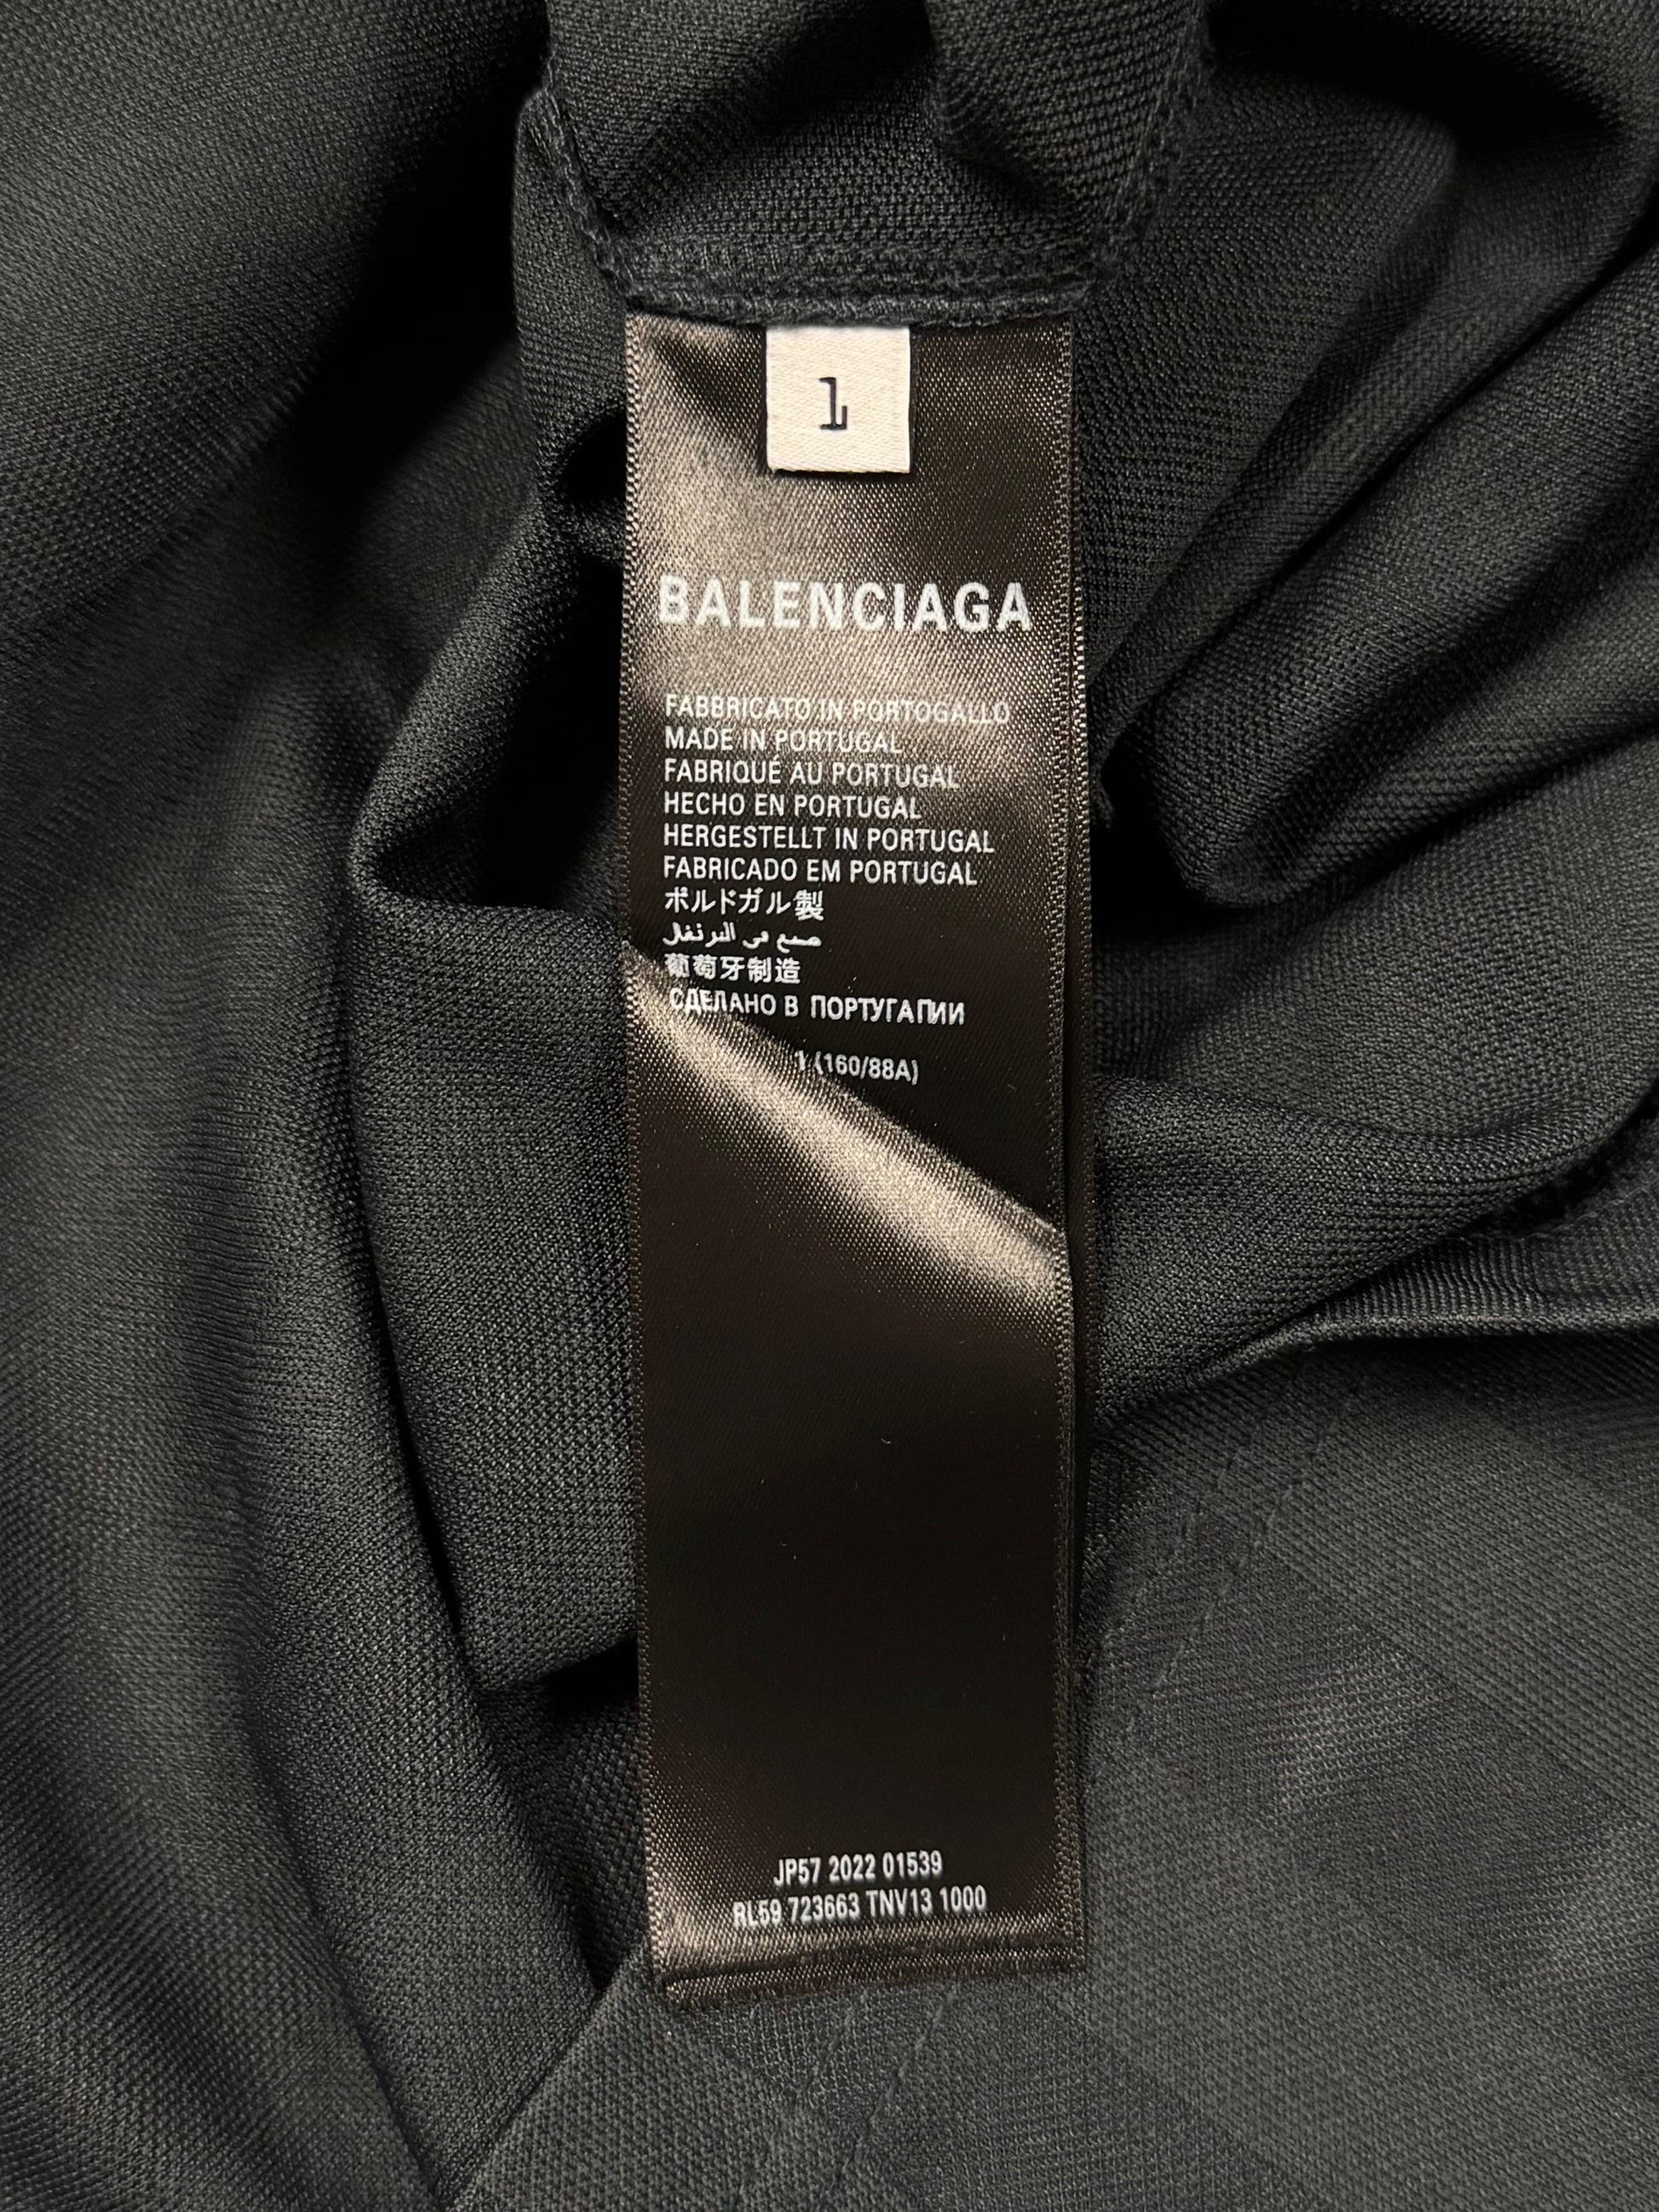 1
BALENCIAGA
FABBRICATO IN PORTOGALLO
MADE IN PORTUGAL
FABRIQUÉ AU PORTUGAL
HECHO EN PORTUGAL
HERGESTELLT IN PORTUGAL
FABRICADO EM PORTUGAL
ポルドガル製
صنع في البرتغال
葡萄牙制造
СДЕЛАНО В ПОРТУГАПИИ
1 (160/88A)
JP57 2022 01539
RL59 723663 TNV13 1000